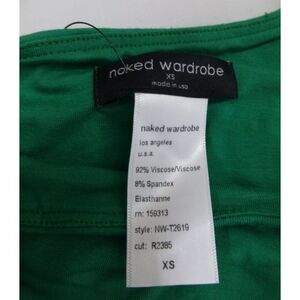 naked wardrobe
XS
made in usa
naked wardrobe
los angeles
u.s.a.
92% Viscose/Viscose
8% Spandex
Elasthanne
rn: 159313
style: NW-T2619
cut: R2385
XS